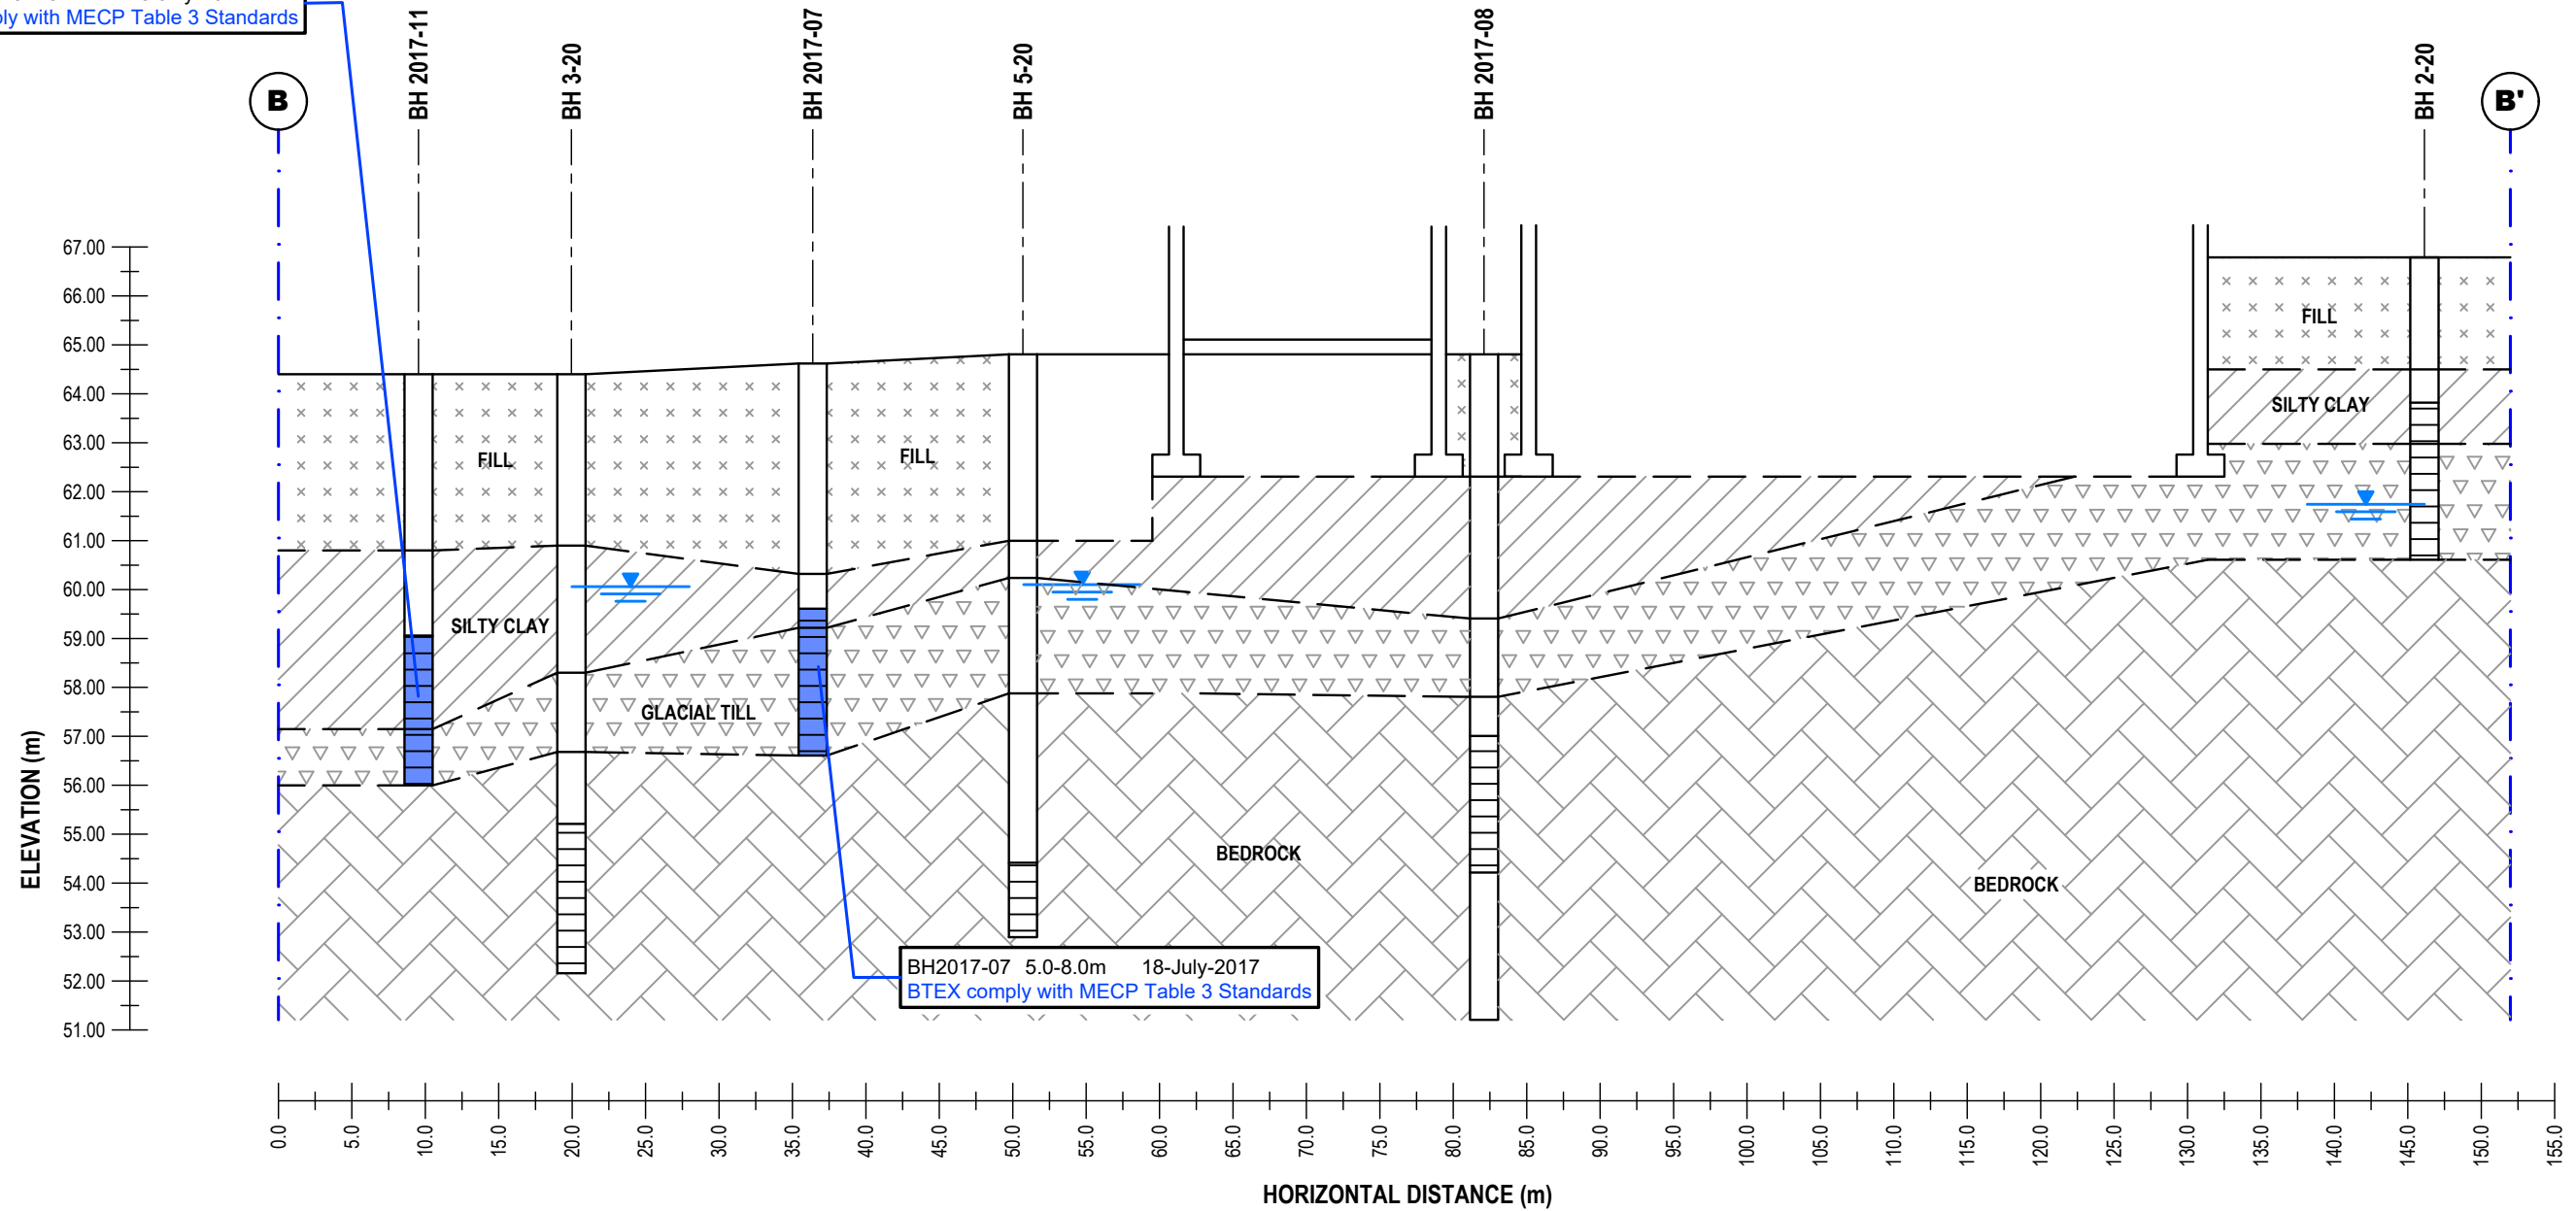 ply with MECP Table 3 Standards
BH 2017-11
BH 3-20
BH 2017-07
BH 5-20
BH 2017-08
BH 2-20
B
B'
67.00
66.00
65.00
64.00
63.00
62.00
61.00
60.00
59.00
58.00
57.00
56.00
55.00
54.00
53.00
52.00
51.00
ELEVATION (m)
FILL
FILL
FILL
SILTY CLAY
SILTY CLAY
GLACIAL TILL
BEDROCK
BEDROCK
BH2017-07 5.0-8.0m 18-July-2017
BTEX comply with MECP Table 3 Standards
0.0
5.0
10.0
15.0
20.0
25.0
30.0
35.0
40.0
45.0
50.0
55.0
60.0
65.0
70.0
75.0
80.0
85.0
90.0
95.0
100.0
105.0
110.0
115.0
120.0
125.0
130.0
135.0
140.0
145.0
150.0
155.0
HORIZONTAL DISTANCE (m)